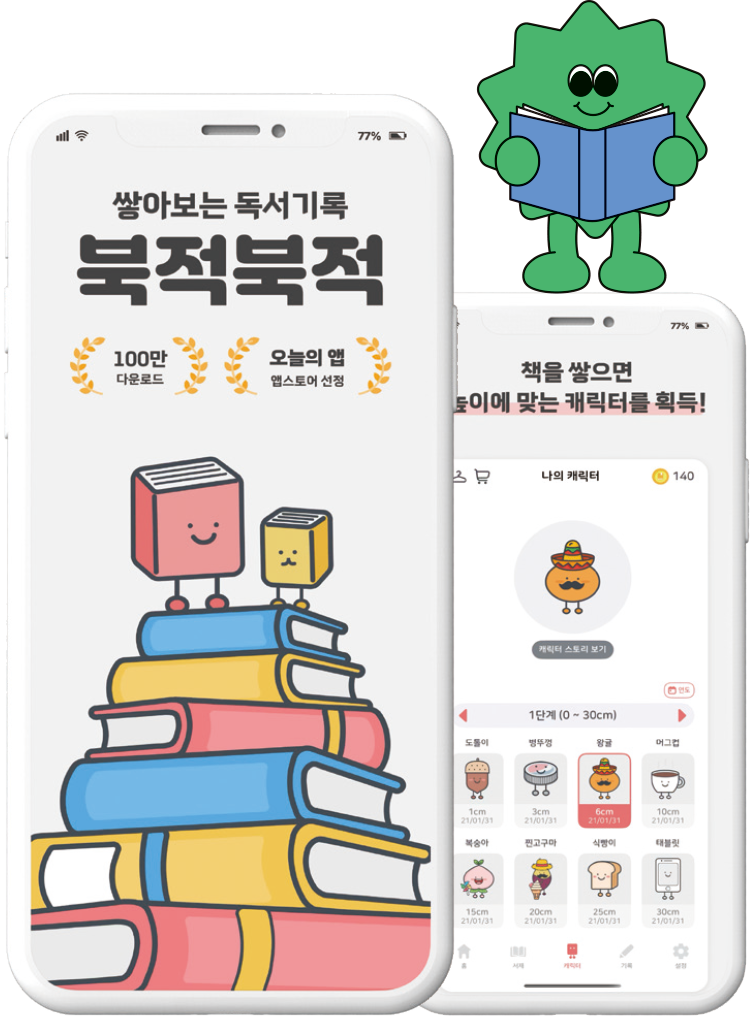 77%
쌓아보는 독서기록
북적북적
100만
다운로드
오늘의 앱
앱스토어 선정
77%
책을 쌓으면
높이에 맞는 캐릭터를 획득!
나의 캐릭터
140
캐릭터 스토리 보기
연도
1단계 (0 ~ 30cm)
도톨이 병뚜껑 왕귤 머그컵
1cm 3cm 6cm 10cm
21/01/31 21/01/31 21/01/31 21/01/31
복숭아 찐고구마 식빵이 태블릿
15cm 20cm 25cm 30cm
21/01/31 21/01/31 21/01/31 21/01/31
홈 서재 캐릭터 기록 설정